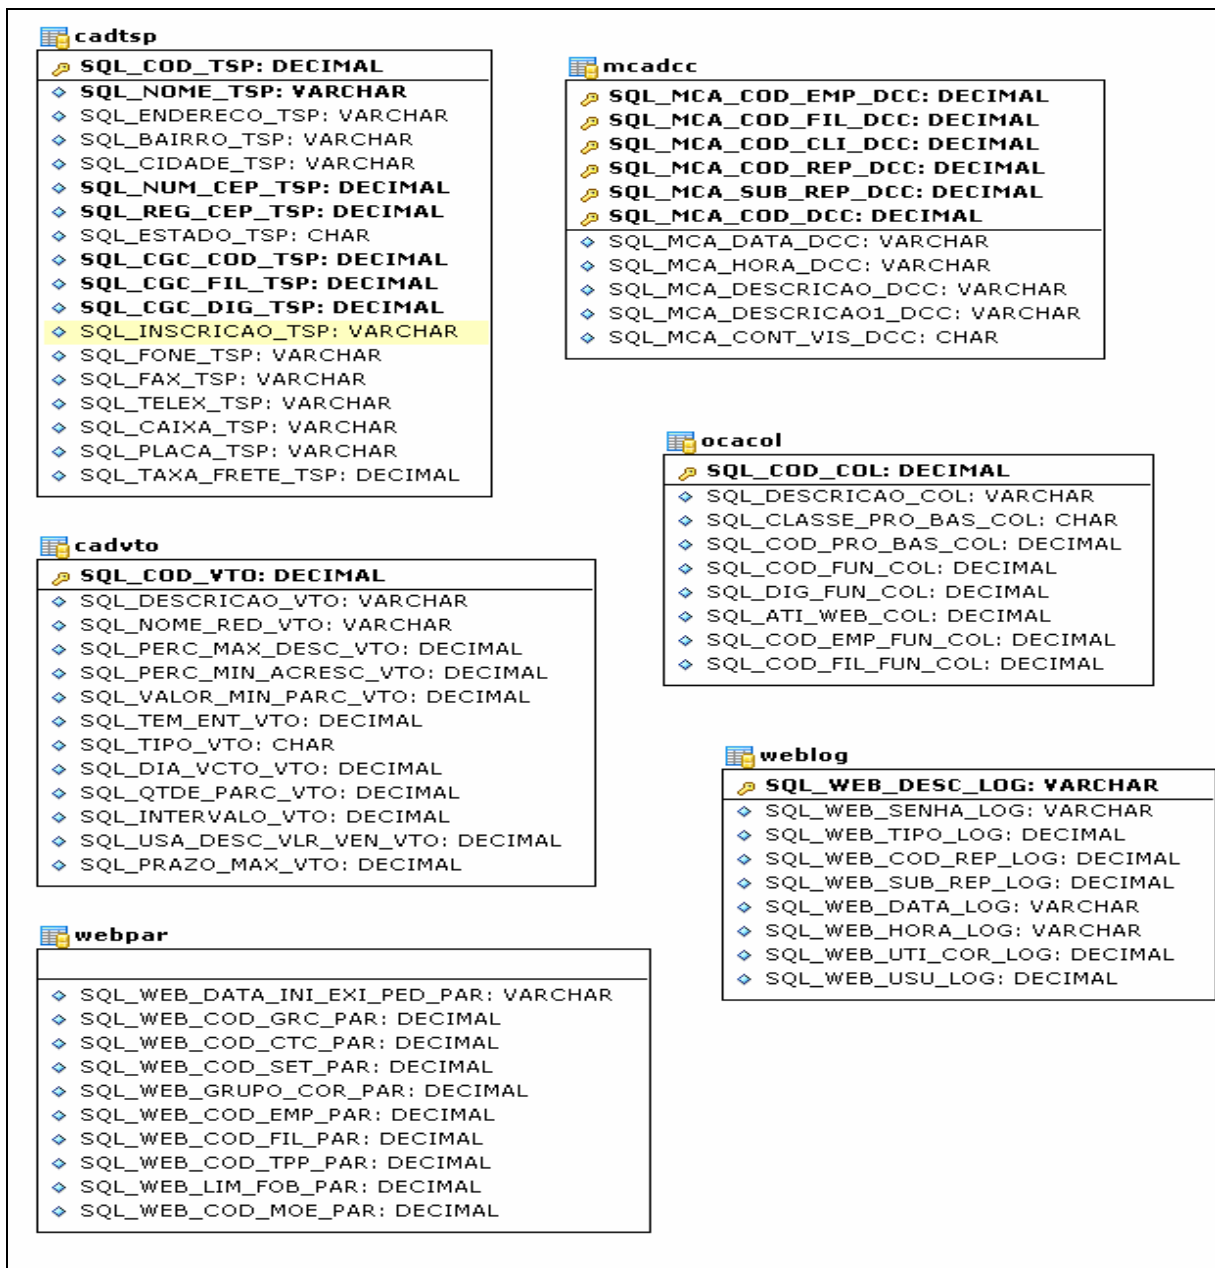 cadtsp
SQL_COD_TSP: DECIMAL
SQL_NOME_TSP: VARCHAR
SQL_ENDERECO_TSP: VARCHAR
SQL_BAIRRO_TSP: VARCHAR
SQL_CIDADE_TSP: VARCHAR
SQL_NUM_CEP_TSP: DECIMAL
SQL_REG_CEP_TSP: DECIMAL
SQL_ESTADO_TSP: CHAR
SQL_CGC_COD_TSP: DECIMAL
SQL_CGC_FIL_TSP: DECIMAL
SQL_CGC_DIG_TSP: DECIMAL
SQL_INSCRICAO_TSP: VARCHAR
SQL_FONE_TSP: VARCHAR
SQL_FAX_TSP: VARCHAR
SQL_TELEX_TSP: VARCHAR
SQL_CAIXA_TSP: VARCHAR
SQL_PLACA_TSP: VARCHAR
SQL_TAXA_FRETE_TSP: DECIMAL
mcadcc
SQL_MCA_COD_EMP_DCC: DECIMAL
SQL_MCA_COD_FIL_DCC: DECIMAL
SQL_MCA_COD_CLI_DCC: DECIMAL
SQL_MCA_COD_REP_DCC: DECIMAL
SQL_MCA_SUB_REP_DCC: DECIMAL
SQL_MCA_COD_DCC: DECIMAL
SQL_MCA_DATA_DCC: VARCHAR
SQL_MCA_HORA_DCC: VARCHAR
SQL_MCA_DESCRICAO_DCC: VARCHAR
SQL_MCA_DESCRICAO1_DCC: VARCHAR
SQL_MCA_CONT_VIS_DCC: CHAR
ocacol
SQL_COD_COL: DECIMAL
SQL_DESCRICAO_COL: VARCHAR
SQL_CLASSE_PRO_BAS_COL: CHAR
SQL_COD_PRO_BAS_COL: DECIMAL
SQL_COD_FUN_COL: DECIMAL
SQL_DIG_FUN_COL: DECIMAL
SQL_ATI_WEB_COL: DECIMAL
SQL_COD_EMP_FUN_COL: DECIMAL
SQL_COD_FIL_FUN_COL: DECIMAL
cadvto
SQL_COD_VTO: DECIMAL
SQL_DESCRICAO_VTO: VARCHAR
SQL_NOME_RED_VTO: VARCHAR
SQL_PERC_MAX_DESC_VTO: DECIMAL
SQL_PERC_MIN_ACRESC_VTO: DECIMAL
SQL_VALOR_MIN_PARC_VTO: DECIMAL
SQL_TEM_ENT_VTO: DECIMAL
SQL_TIPO_VTO: CHAR
SQL_DIA_VCTO_VTO: DECIMAL
SQL_QTDE_PARC_VTO: DECIMAL
SQL_INTERVALO_VTO: DECIMAL
SQL_USA_DESC_VLR_VEN_VTO: DECIMAL
SQL_PRAZO_MAX_VTO: DECIMAL
weblog
SQL_WEB_DESC_LOG: VARCHAR
SQL_WEB_SENHA_LOG: VARCHAR
SQL_WEB_TIPO_LOG: DECIMAL
SQL_WEB_COD_REP_LOG: DECIMAL
SQL_WEB_SUB_REP_LOG: DECIMAL
SQL_WEB_DATA_LOG: VARCHAR
SQL_WEB_HORA_LOG: VARCHAR
SQL_WEB_UTI_COR_LOG: DECIMAL
SQL_WEB_USU_LOG: DECIMAL
webpar
SQL_WEB_DATA_INI_EXI_PED_PAR: VARCHAR
SQL_WEB_COD_GRC_PAR: DECIMAL
SQL_WEB_COD_CTC_PAR: DECIMAL
SQL_WEB_COD_SET_PAR: DECIMAL
SQL_WEB_GRUPO_COR_PAR: DECIMAL
SQL_WEB_COD_EMP_PAR: DECIMAL
SQL_WEB_COD_FIL_PAR: DECIMAL
SQL_WEB_COD_TPP_PAR: DECIMAL
SQL_WEB_LIM_FOB_PAR: DECIMAL
SQL_WEB_COD_MOE_PAR: DECIMAL